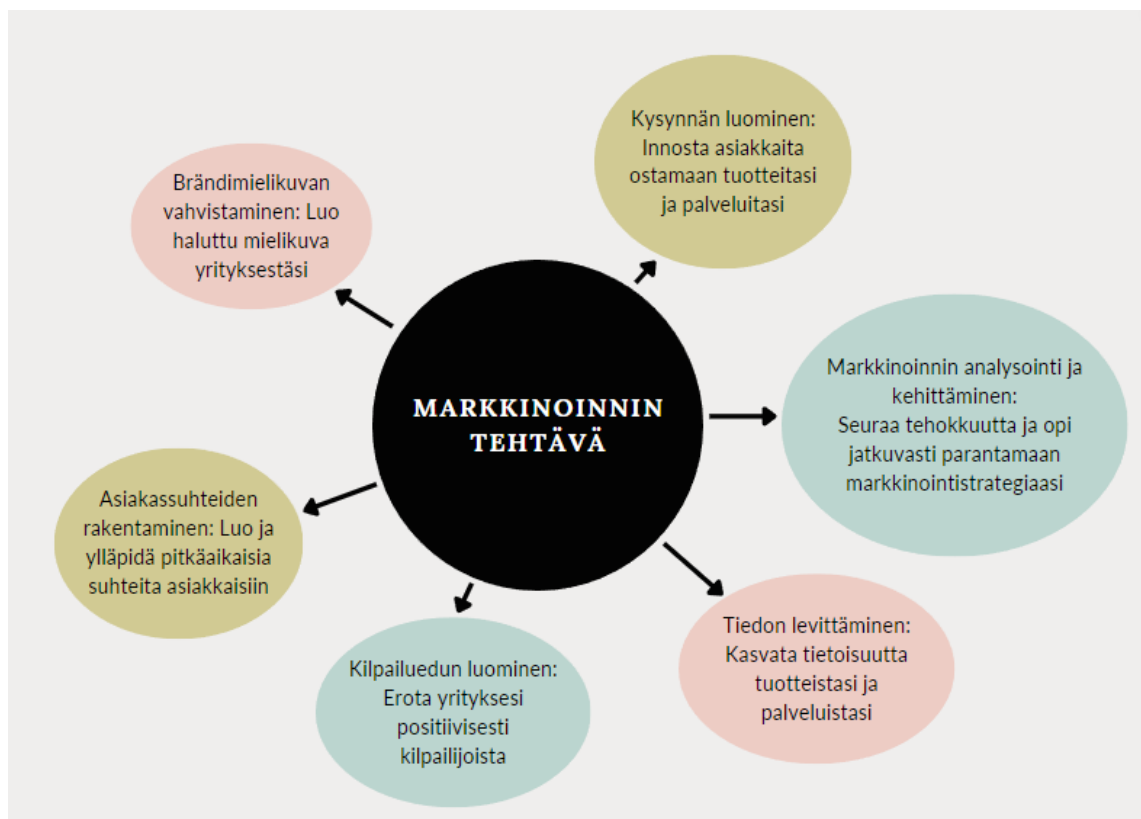 MARKKINOINNIN
TEHTÄVÄ
Kysynnän luominen:
Innosta asiakkaita
ostamaan tuotteitasi
ja palveluitasi
Markkinoinnin analysointi ja
kehittäminen:
Seuraa tehokkuutta ja opi
jatkuvasti parantamaan
markkinointistrategiaasi
Tiedon levittäminen:
Kasvata tietoisuutta
tuotteistasi ja
palveluistasi
Kilpailuedun luominen:
Erota yrityksesi
positiivisesti
kilpailijoista
Asiakassuhteiden
rakentaminen: Luo ja
ylläpidä pitkäaikaisia
suhteita asiakkaisiin
Brändimielikuvan
vahvistaminen: Luo
haluttu mielikuva
yrityksestäsi